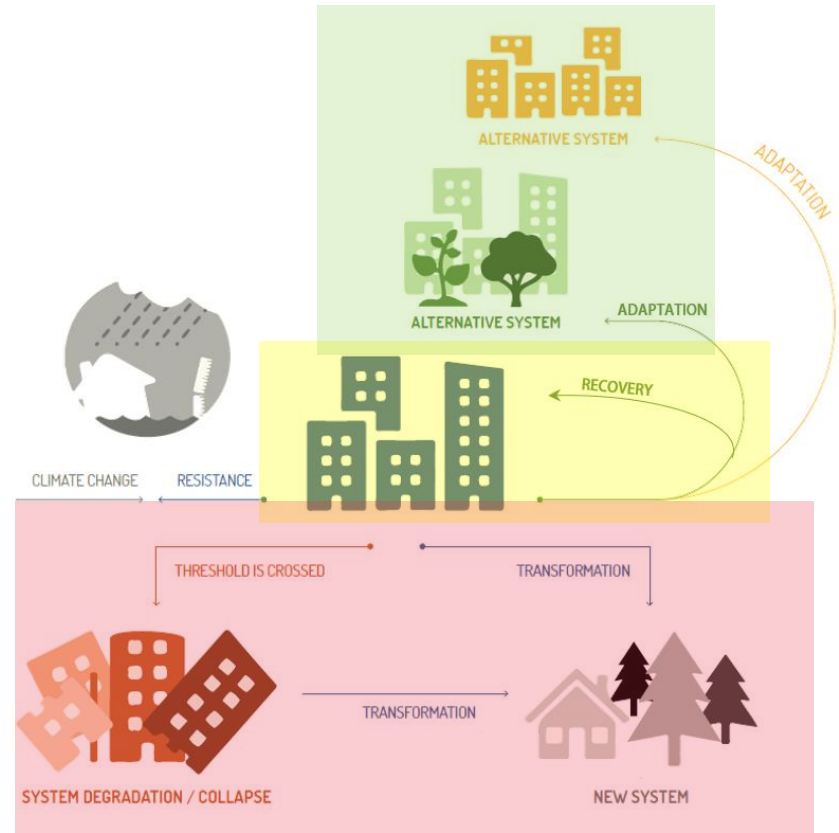 ALTERNATIVE SYSTEM
ADAPTATION
ALTERNATIVE SYSTEM
ADAPTATION
RECOVERY
CLIMATE CHANGE
RESISTANCE
THRESHOLD IS CROSSED
TRANSFORMATION
TRANSFORMATION
SYSTEM DEGRADATION / COLLAPSE
NEW SYSTEM